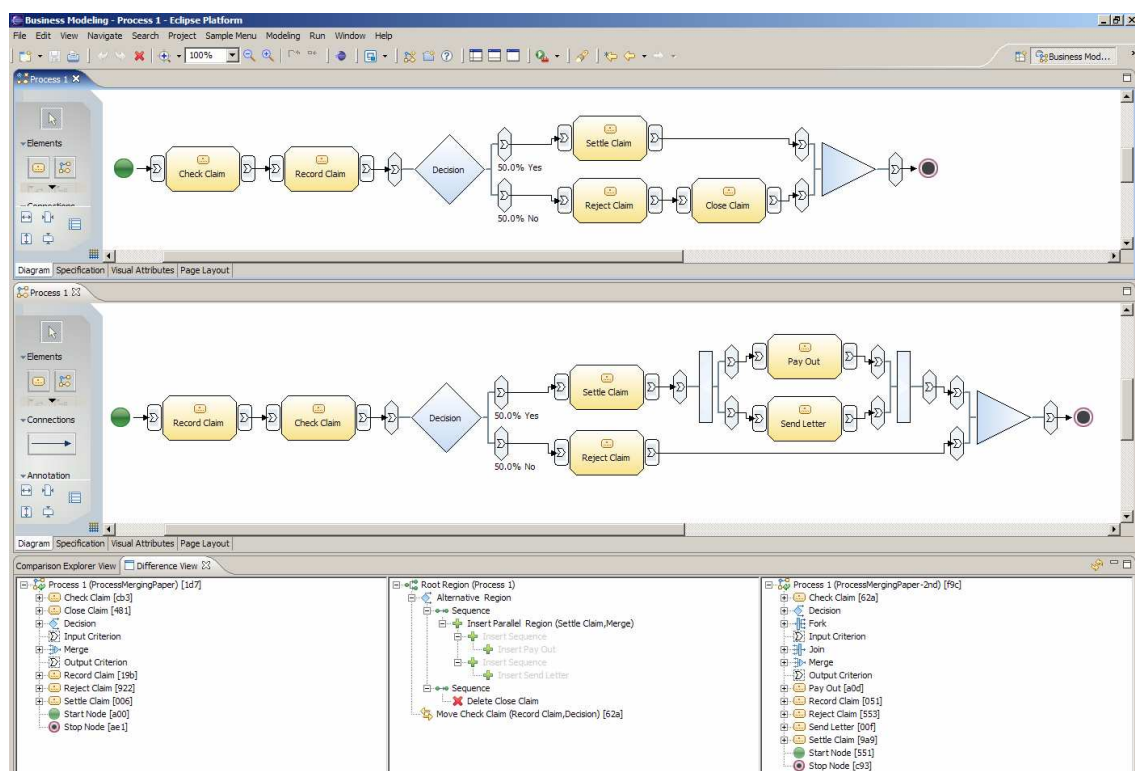 Business Modeling - Process 1 - Eclipse Platform
File Edit View Navigate Search Project Sample Menu Modeling Run Window Help
100%
Business Mod...
Process 1
Elements
Connections
Check Claim
Record Claim
Decision
50.0% Yes
50.0% No
Settle Claim
Reject Claim
Close Claim
Diagram Specification Visual Attributes Page Layout
Process 1
Elements
Connections
Annotation
Record Claim
Check Claim
Decision
50.0% Yes
50.0% No
Settle Claim
Reject Claim
Pay Out
Send Letter
Diagram Specification Visual Attributes Page Layout
Comparison Explorer View Difference View
Process 1 (ProcessMergingPaper) [1d7]
Check Claim [cb3]
Close Claim [481]
Decision
Input Criterion
Merge
Output Criterion
Record Claim [19b]
Reject Claim [922]
Settle Claim [006]
Start Node [a00]
Stop Node [ae1]
Root Region (Process 1)
Alternative Region
Sequence
Insert Parallel Region (Settle Claim,Merge)
Insert Sequence
Insert Pay Out
Insert Sequence
Insert Send Letter
Sequence
Delete Close Claim
Move Check Claim (Record Claim,Decision) [62a]
Process 1 (ProcessMergingPaper-2nd) [f9c]
Check Claim [62a]
Decision
Fork
Input Criterion
Join
Merge
Output Criterion
Pay Out [a0d]
Record Claim [051]
Reject Claim [553]
Send Letter [00f]
Settle Claim [9a9]
Start Node [551]
Stop Node [c93]